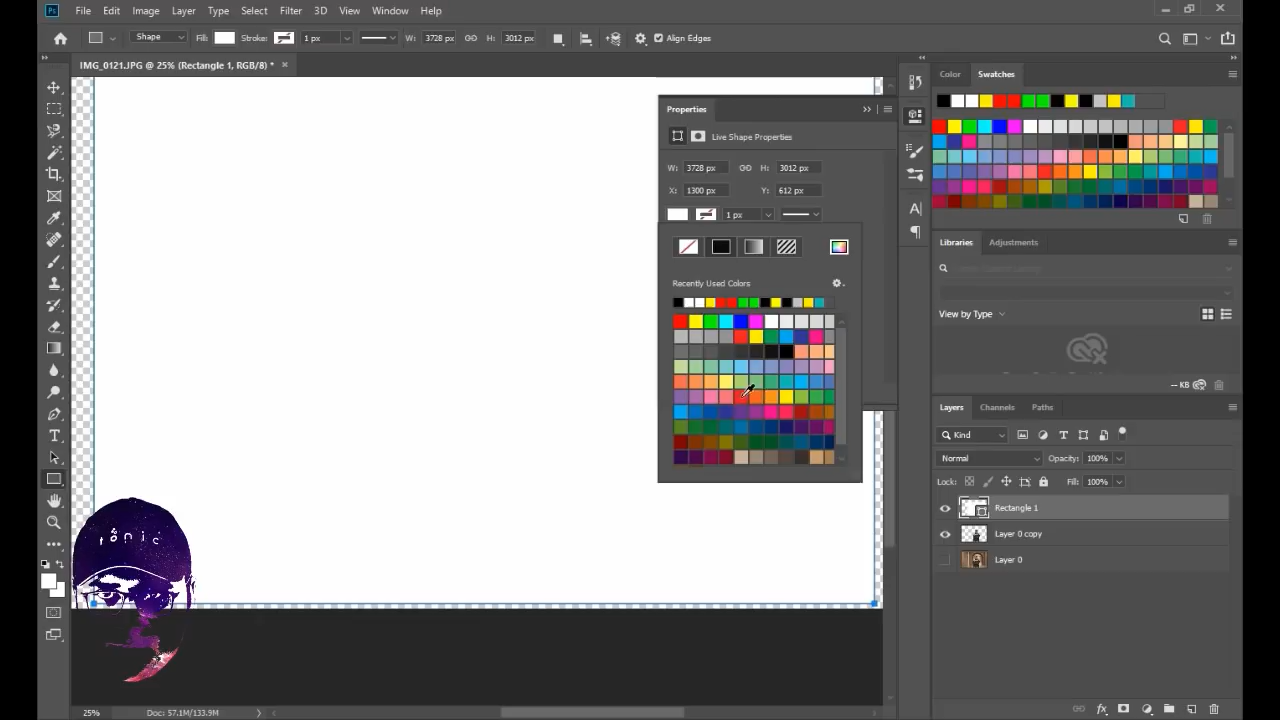 Ps File Edit Image Layer Type Select Filter 3D View Window Help
Shape Fill: Stroke: 1 px W: 3728 px H: 3012 px Align Edges
IMG_0121.JPG @ 25% (Rectangle 1, RGB/8) *
Color Swatches
Properties
Live Shape Properties
W: 3728 px H: 3012 px
X: 1300 px Y: 612 px
1 px
Recently Used Colors
Libraries Adjustments
View by Type
-- KB
Layers Channels Paths
Kind
Normal Opacity: 100%
Lock: Fill: 100%
Rectangle 1
Layer 0 copy
Layer 0
tonic
25% Doc: 57.1M/133.9M